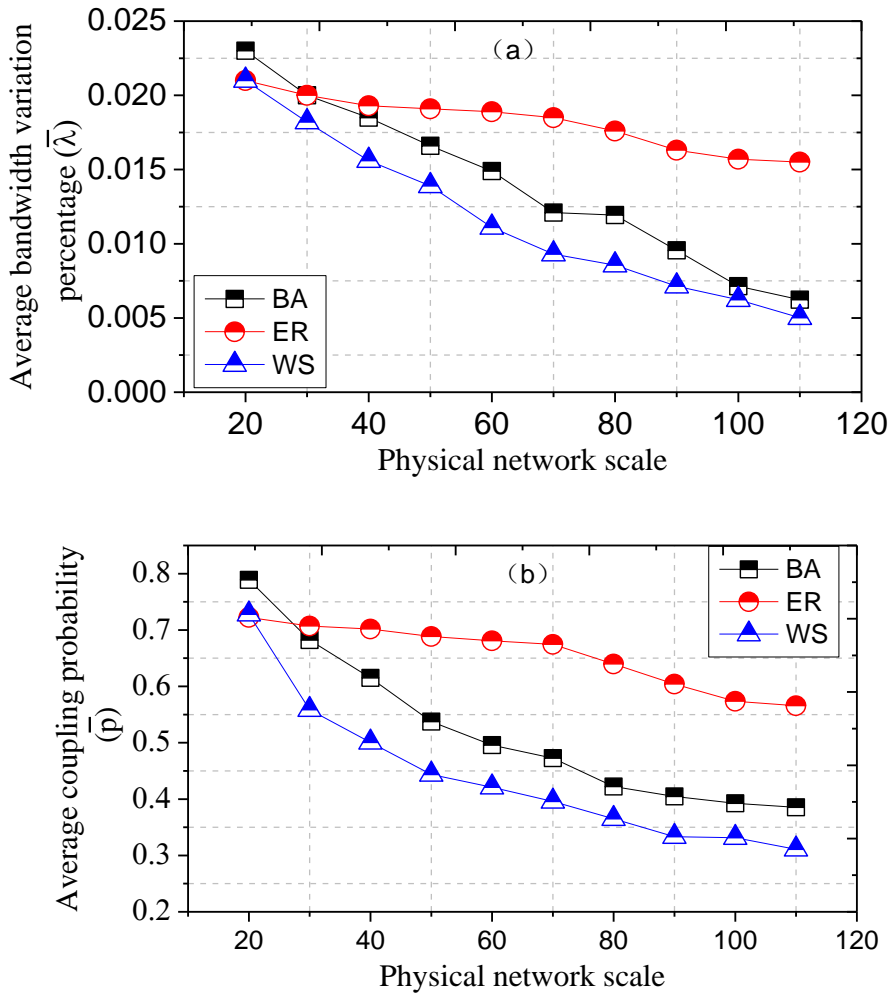 (a)
0.025
0.020
0.015
0.010
0.005
0.000
Average bandwidth variation
percentage (λ̅)
BA
ER
WS
20 40 60 80 100 120
Physical network scale
(b)
0.8
0.7
0.6
0.5
0.4
0.3
0.2
Average coupling probability
(p̅)
BA
ER
WS
20 40 60 80 100 120
Physical network scale